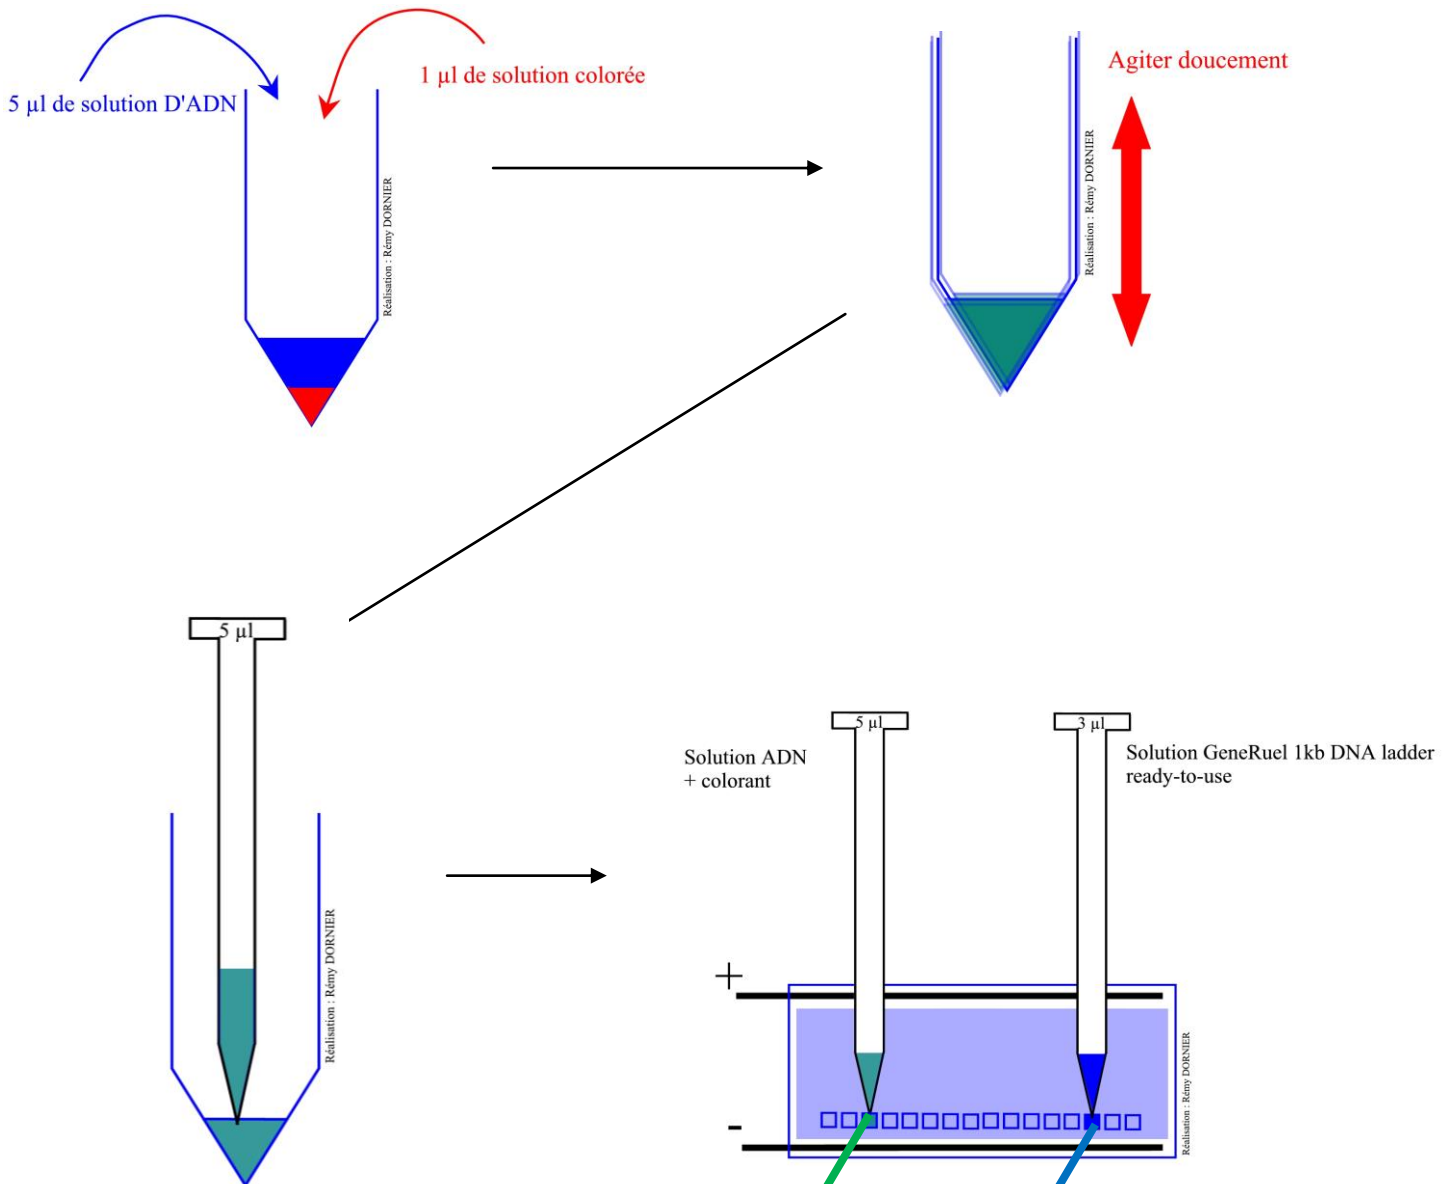 5 µl de solution D'ADN
1 µl de solution colorée
Réalisation : Rémy DORNIER
Agiter doucement
Réalisation : Rémy DORNIER
5 µl
Réalisation : Rémy DORNIER
5 µl
3 µl
Solution ADN
+ colorant
Solution GeneRuel 1kb DNA ladder
ready-to-use
+
-
Réalisation : Rémy DORNIER